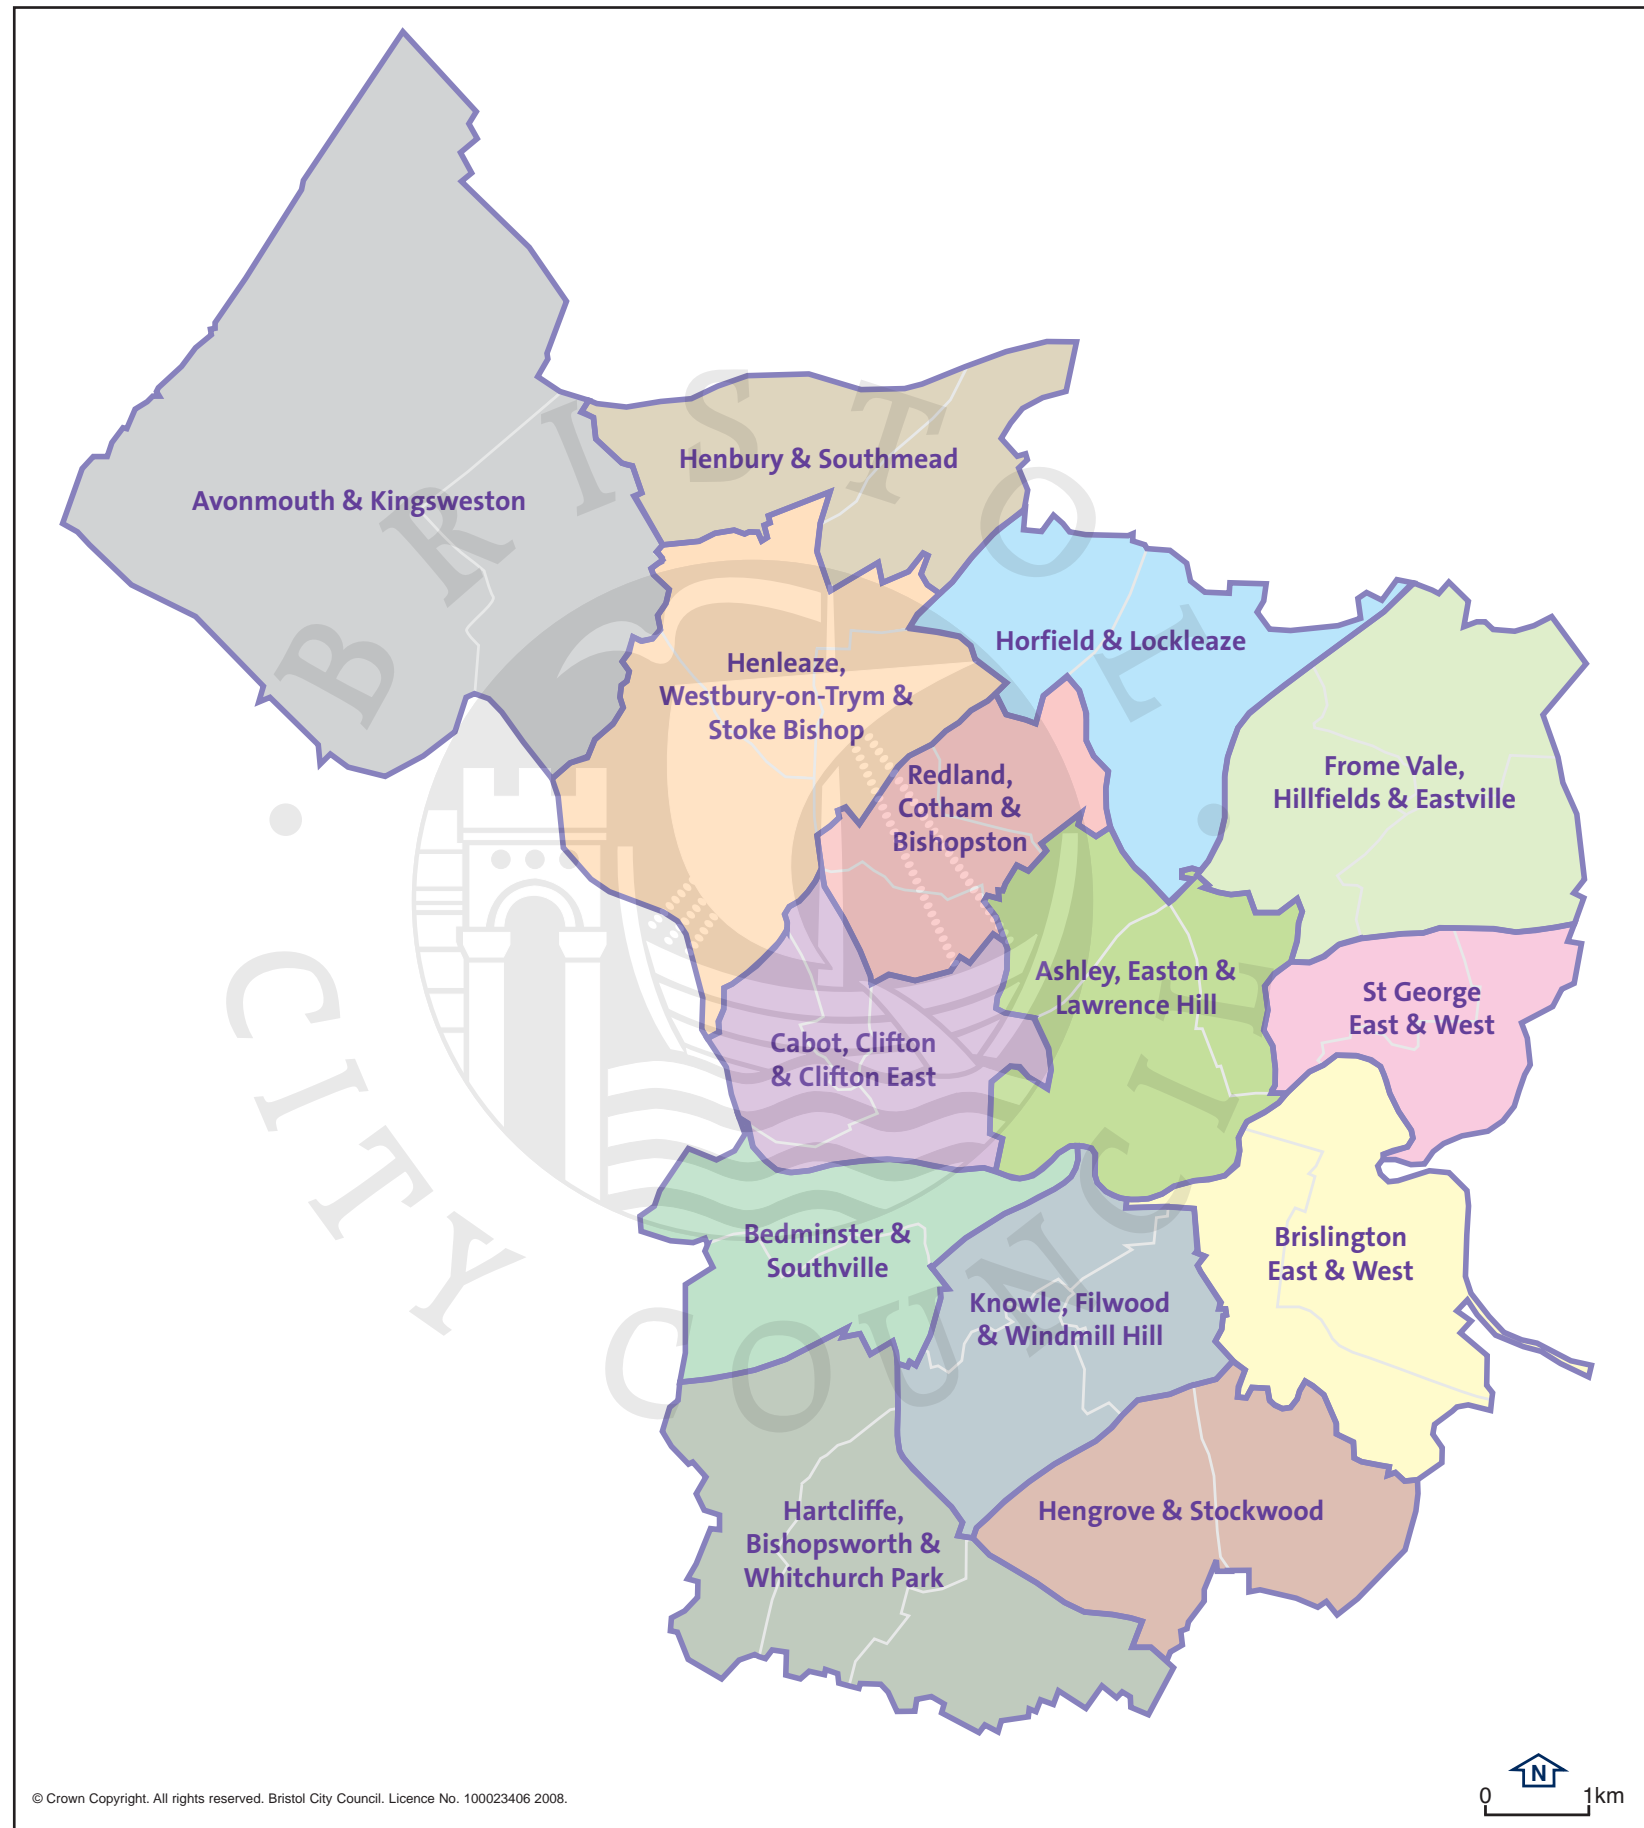 Henbury & Southmead
Avonmouth & Kingsweston
Horfield & Lockleaze
Henleaze,
Westbury-on-Trym &
Stoke Bishop
Redland,
Cotham &
Bishopston
Frome Vale,
Hillfields & Eastville
Ashley, Easton &
Lawrence Hill
St George
East & West
Cabot, Clifton
& Clifton East
Bedminster &
Southville
Brislington
East & West
Knowle, Filwood
& Windmill Hill
Hartcliffe,
Bishopsworth &
Whitchurch Park
Hengrove & Stockwood
BRISTOL
CITY COUNCIL
N
0 1km
© Crown Copyright. All rights reserved. Bristol City Council. Licence No. 100023406 2008.